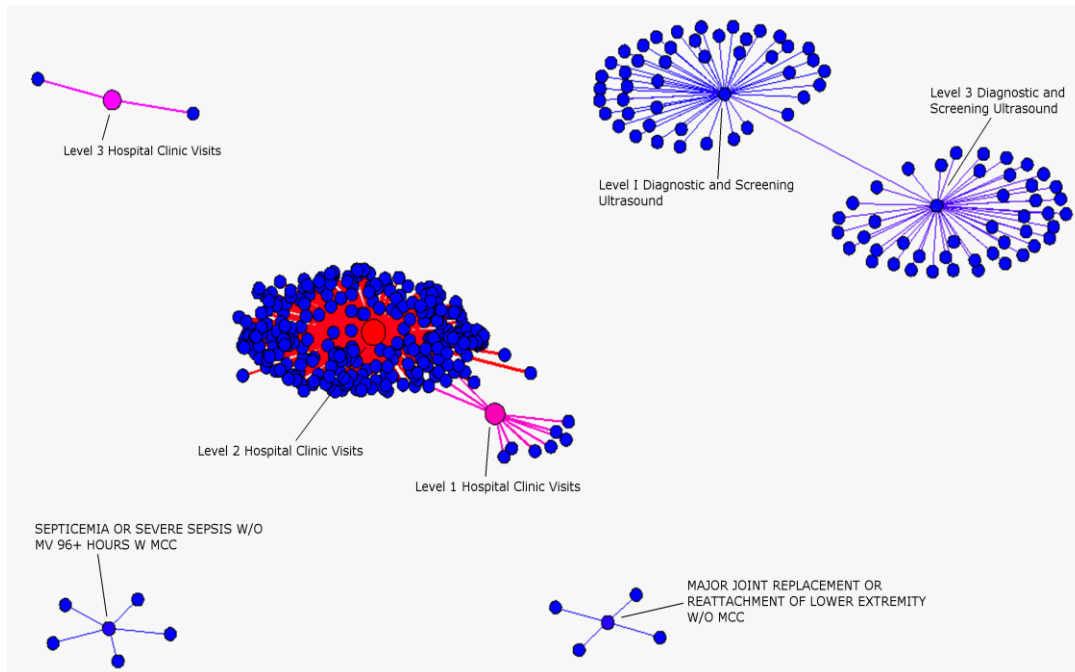 Level 3 Diagnostic and
Screening Ultrasound
Level 3 Hospital Clinic Visits
Level I Diagnostic and Screening
Ultrasound
Level 2 Hospital Clinic Visits
Level 1 Hospital Clinic Visits
SEPTICEMIA OR SEVERE SEPSIS W/O
MV 96+ HOURS W MCC
MAJOR JOINT REPLACEMENT OR
REATTACHMENT OF LOWER EXTREMITY
W/O MCC